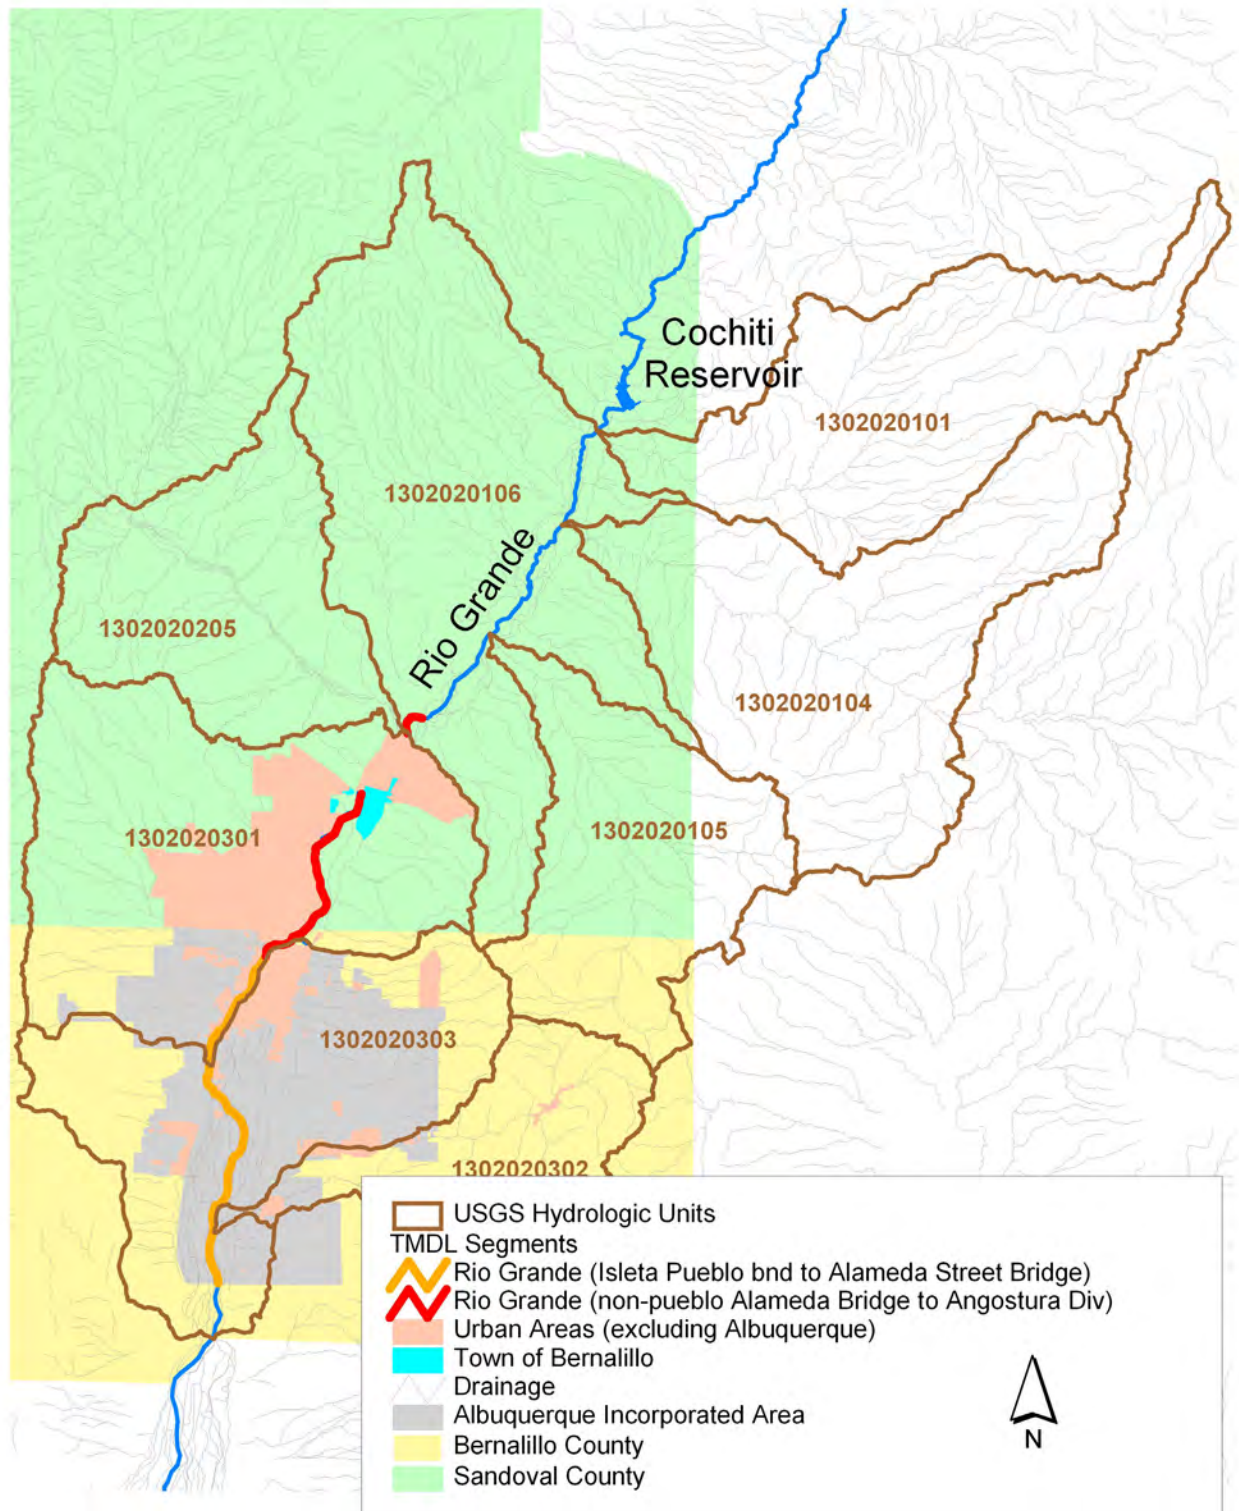 Cochiti
Reservoir
1302020101
1302020106
Rio Grande
1302020205
1302020104
1302020301
1302020105
1302020303
1302020302
USGS Hydrologic Units
TMDL Segments
Rio Grande (Isleta Pueblo bnd to Alameda Street Bridge)
Rio Grande (non-pueblo Alameda Bridge to Angostura Div)
Urban Areas (excluding Albuquerque)
Town of Bernalillo
Drainage
Albuquerque Incorporated Area
Bernalillo County
Sandoval County
N